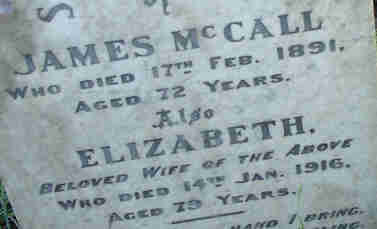 JAMES McCALL
WHO DIED 17TH FEB. 1891.
AGED 72 YEARS.
Also
ELIZABETH.
BELOVED WIFE OF THE ABOVE
WHO DIED 14TH JAN. 1916.
AGED 79 YEARS.
HAND I BRING.